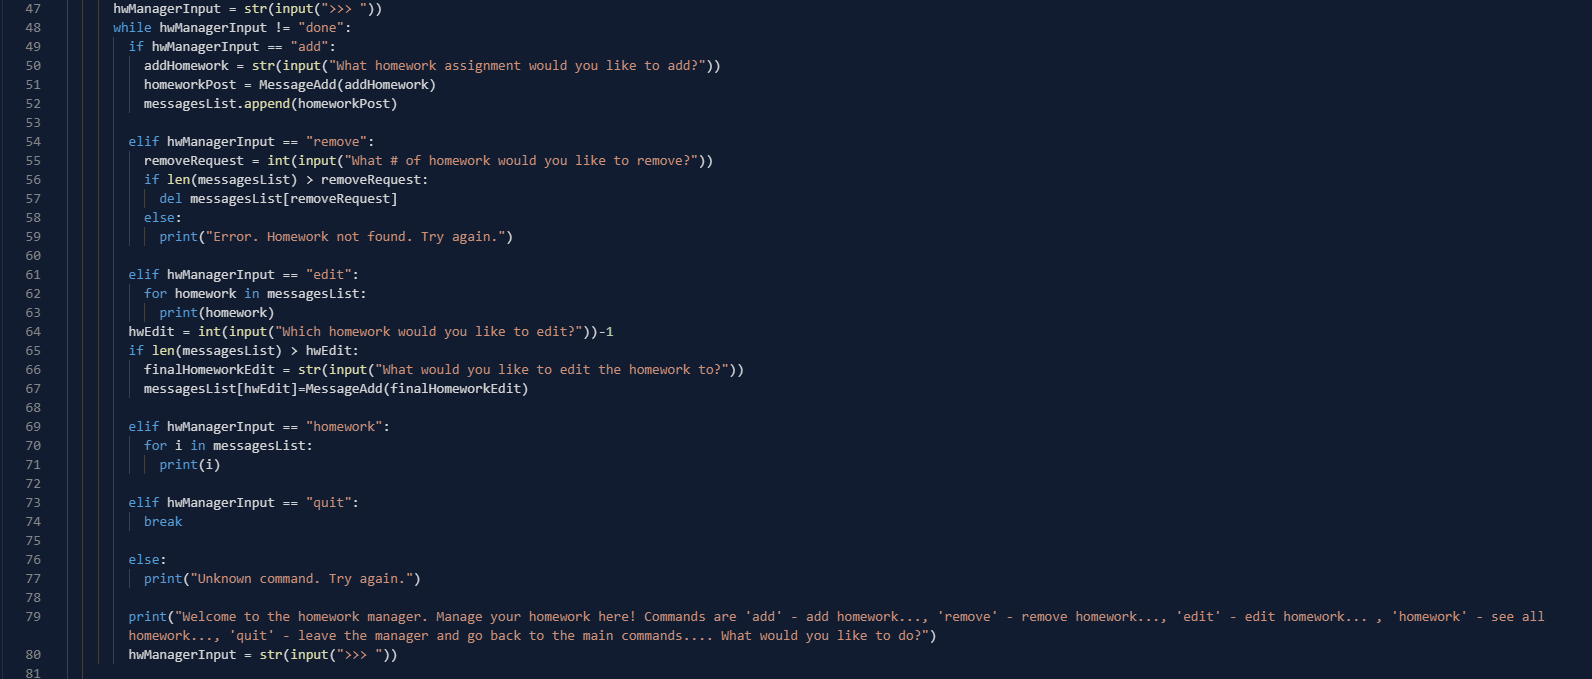 47 hwManagerInput = str(input(">>> "))
48 while hwManagerInput != "done":
49 if hwManagerInput == "add":
50 addHomework = str(input("What homework assignment would you like to add?"))
51 homeworkPost = MessageAdd(addHomework)
52 messagesList.append(homeworkPost)
53
54 elif hwManagerInput == "remove":
55 removeRequest = int(input("What # of homework would you like to remove?"))
56 if len(messagesList) > removeRequest:
57 del messagesList[removeRequest]
58 else:
59 print("Error. Homework not found. Try again.")
60
61 elif hwManagerInput == "edit":
62 for homework in messagesList:
63 print(homework)
64 hwEdit = int(input("Which homework would you like to edit?"))-1
65 if len(messagesList) > hwEdit:
66 finalHomeworkEdit = str(input("What would you like to edit the homework to?"))
67 messagesList[hwEdit]=MessageAdd(finalHomeworkEdit)
68
69 elif hwManagerInput == "homework":
70 for i in messagesList:
71 print(i)
72
73 elif hwManagerInput == "quit":
74 break
75
76 else:
77 print("Unknown command. Try again.")
78
79 print("Welcome to the homework manager. Manage your homework here! Commands are 'add' - add homework..., 'remove' - remove homework..., 'edit' - edit homework... , 'homework' - see all
homework..., 'quit' - leave the manager and go back to the main commands.... What would you like to do?")
80 hwManagerInput = str(input(">>> "))
81